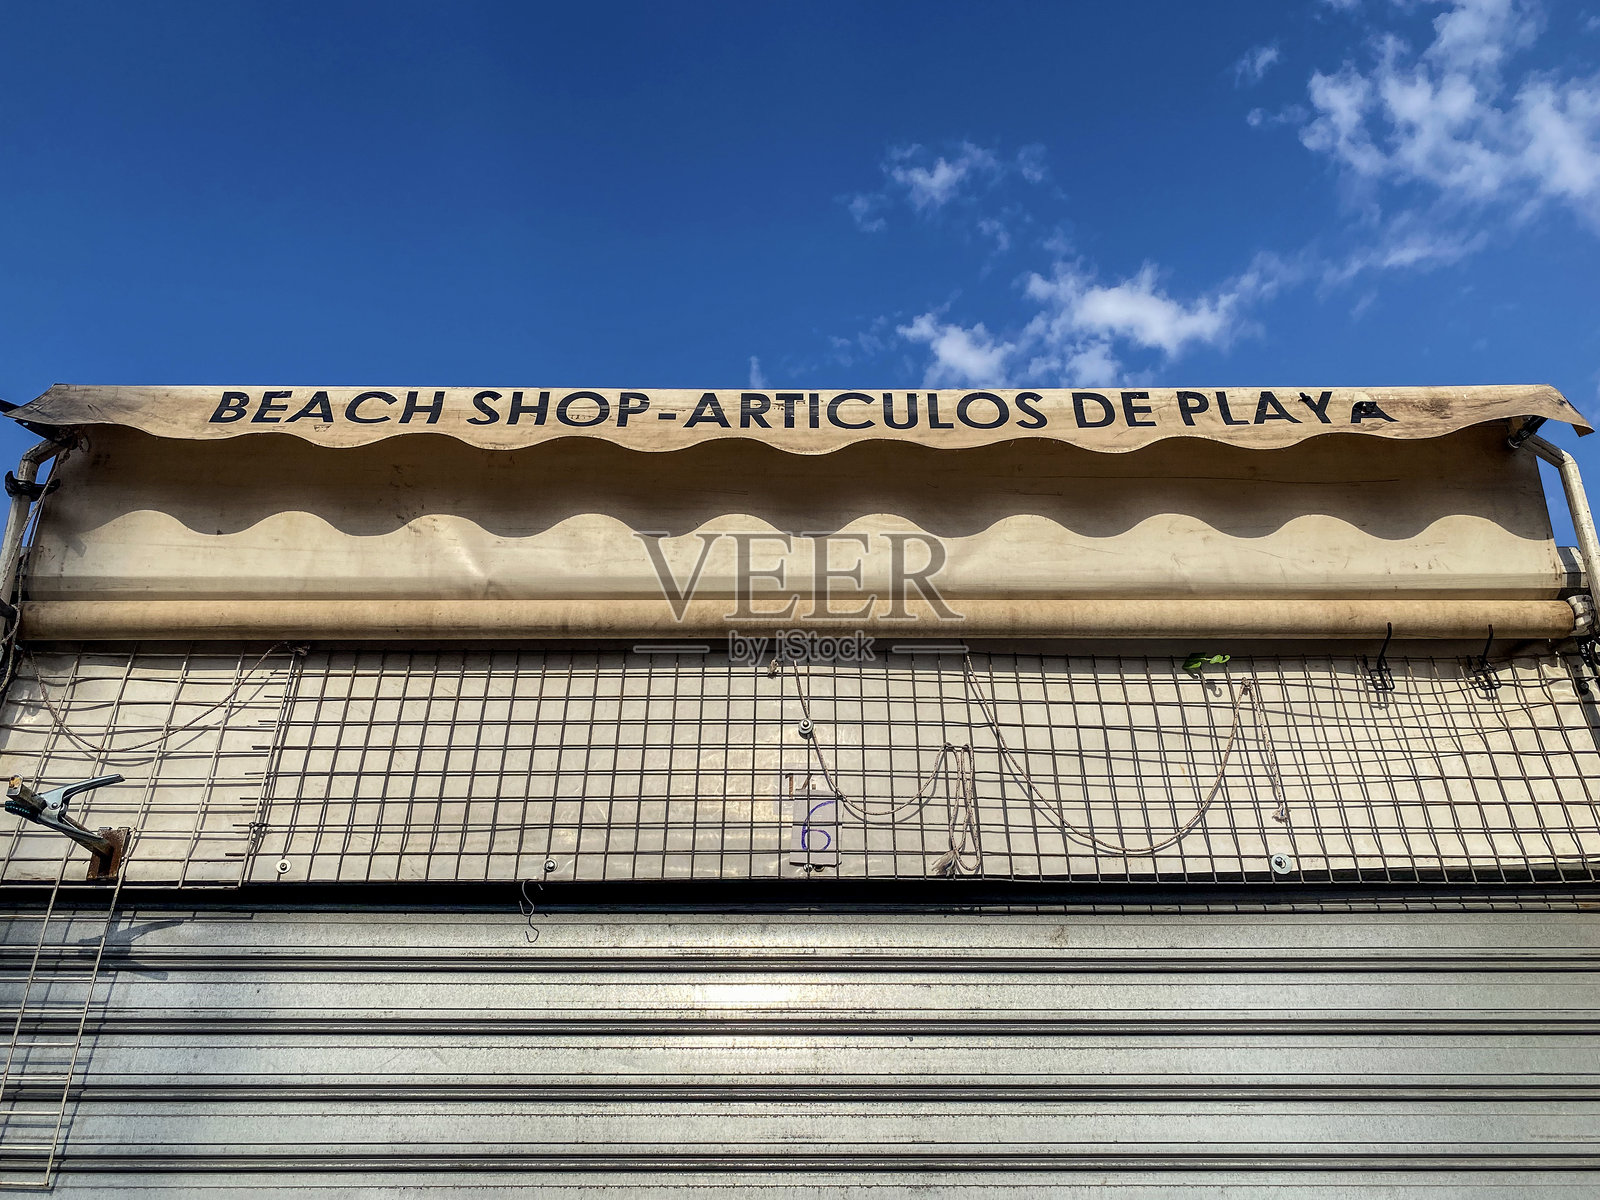 BEACH SHOP-ARTICULOS DE PLAYA
VEER
by iStock
6